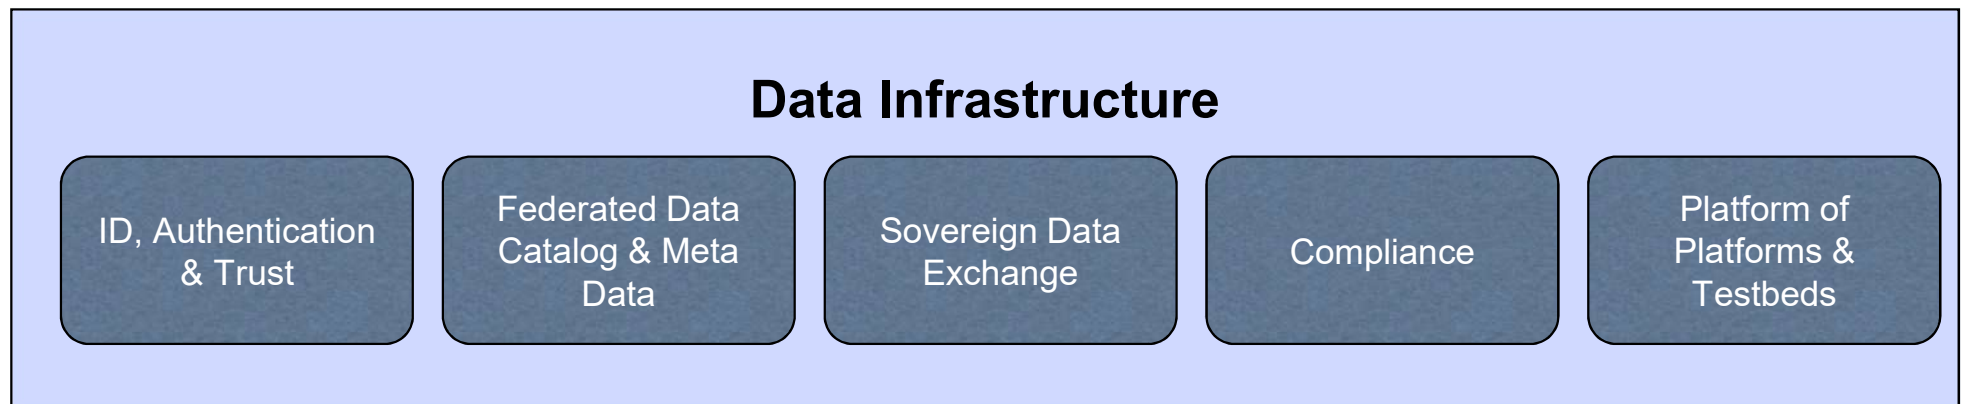 Data Infrastructure
ID, Authentication
& Trust
Federated Data
Catalog & Meta
Data
Sovereign Data
Exchange
Compliance
Platform of
Platforms &
Testbeds